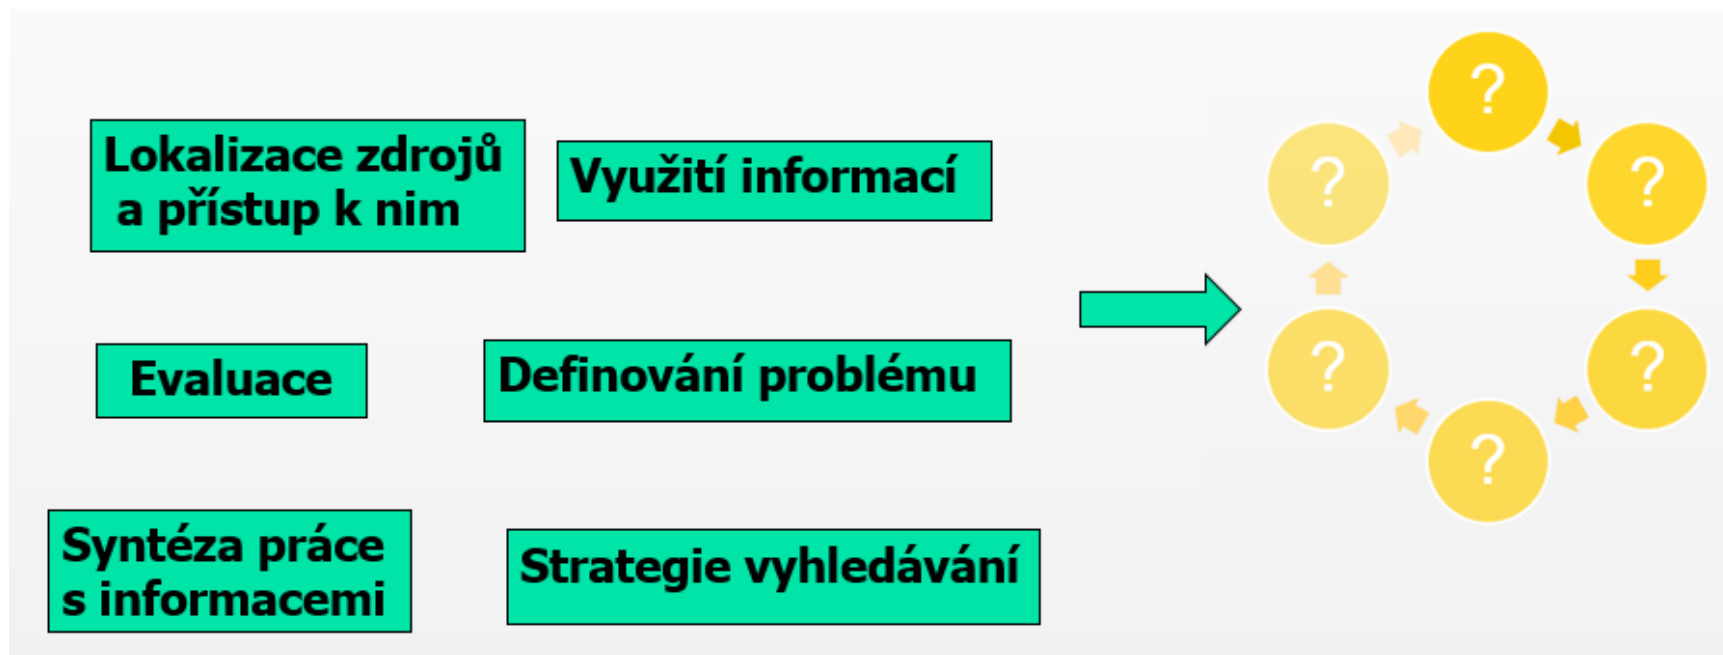 Lokalizace zdrojů
a přístup k nim
Využití informací
Evaluace
Definování problému
Syntéza práce
s informacemi
Strategie vyhledávání
?
?
?
?
?
?